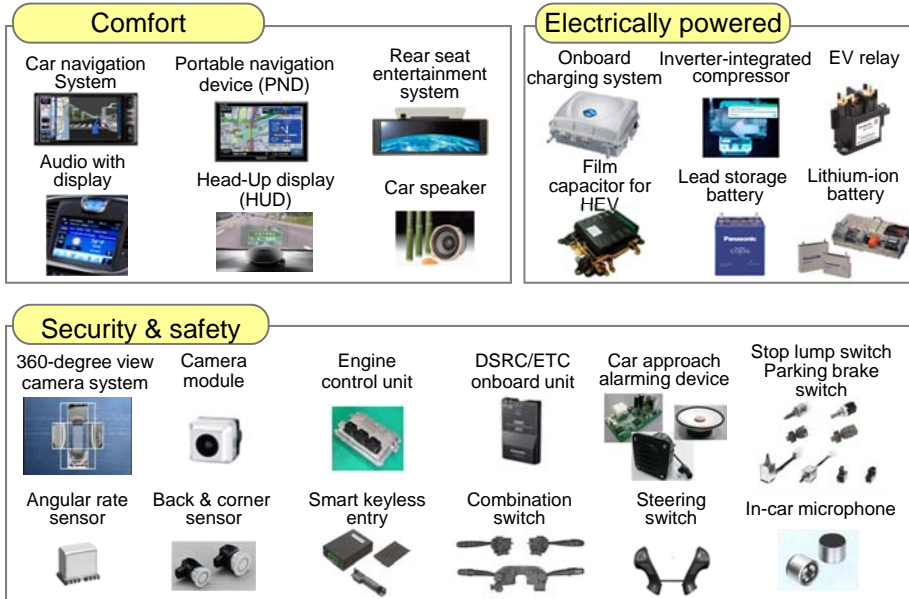 Comfort
Car navigation
System
Portable navigation
device (PND)
Rear seat
entertainment
system
Audio with
display
Head-Up display
(HUD)
Car speaker
Electrically powered
Onboard
charging system
Inverter-integrated
compressor
EV relay
Film
capacitor for
HEV
Lead storage
battery
Lithium-ion
battery
Panasonic
Security & safety
360-degree view
camera system
Camera
module
Engine
control unit
DSRC/ETC
onboard unit
Car approach
alarming device
Stop lump switch
Parking brake
switch
Angular rate
sensor
Back & corner
sensor
Smart keyless
entry
Combination
switch
Steering
switch
In-car microphone